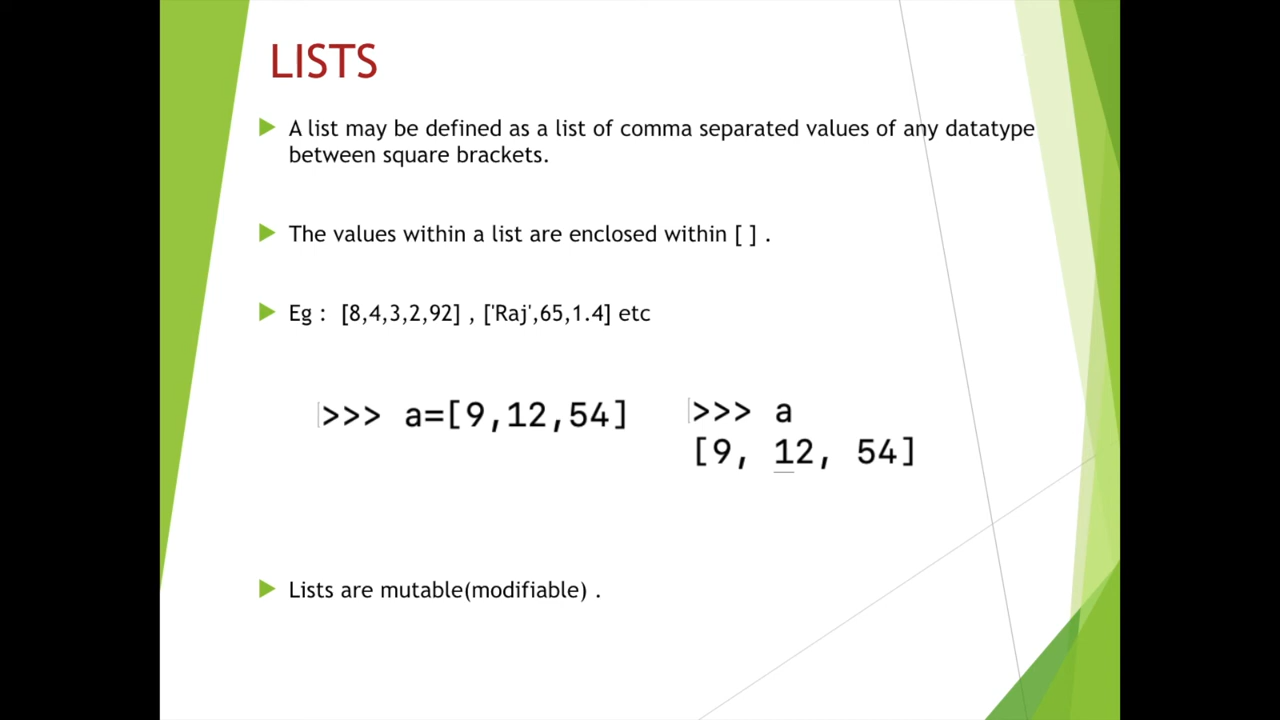 LISTS
A list may be defined as a list of comma separated values of any datatype
between square brackets.
The values within a list are enclosed within [ ] .
Eg :  [8,4,3,2,92] , ['Raj',65,1.4] etc
>>> a=[9,12,54]
>>> a
[9, 12, 54]
Lists are mutable(modifiable) .